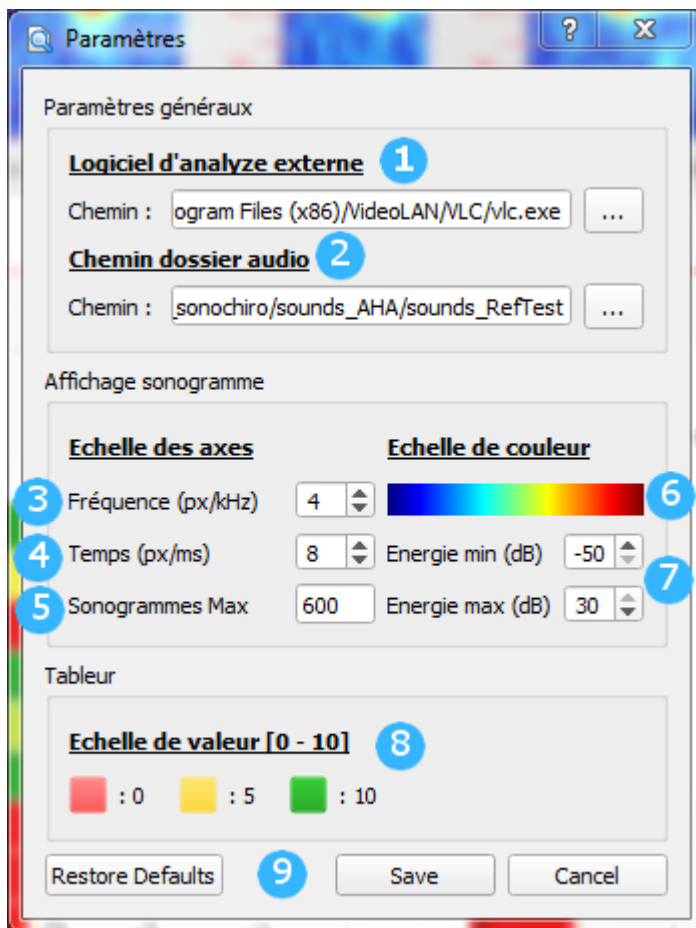 Paramètres
? X
Paramètres généraux
Logiciel d'analyze externe 1
Chemin : ogram Files (x86)/VideoLAN/VLC/vlc.exe ...
Chemin dossier audio 2
Chemin : _sonochiro/sounds_AHA/sounds_RefTest ...
Affichage sonogramme
Echelle des axes Echelle de couleur
3 Fréquence (px/kHz) 4 6
4 Temps (px/ms) 8 Energie min (dB) -50
7
5 Sonogrammes Max 600 Energie max (dB) 30
Tableur
Echelle de valeur [0 - 10] 8
: 0 : 5 : 10
Restore Defaults 9 Save Cancel